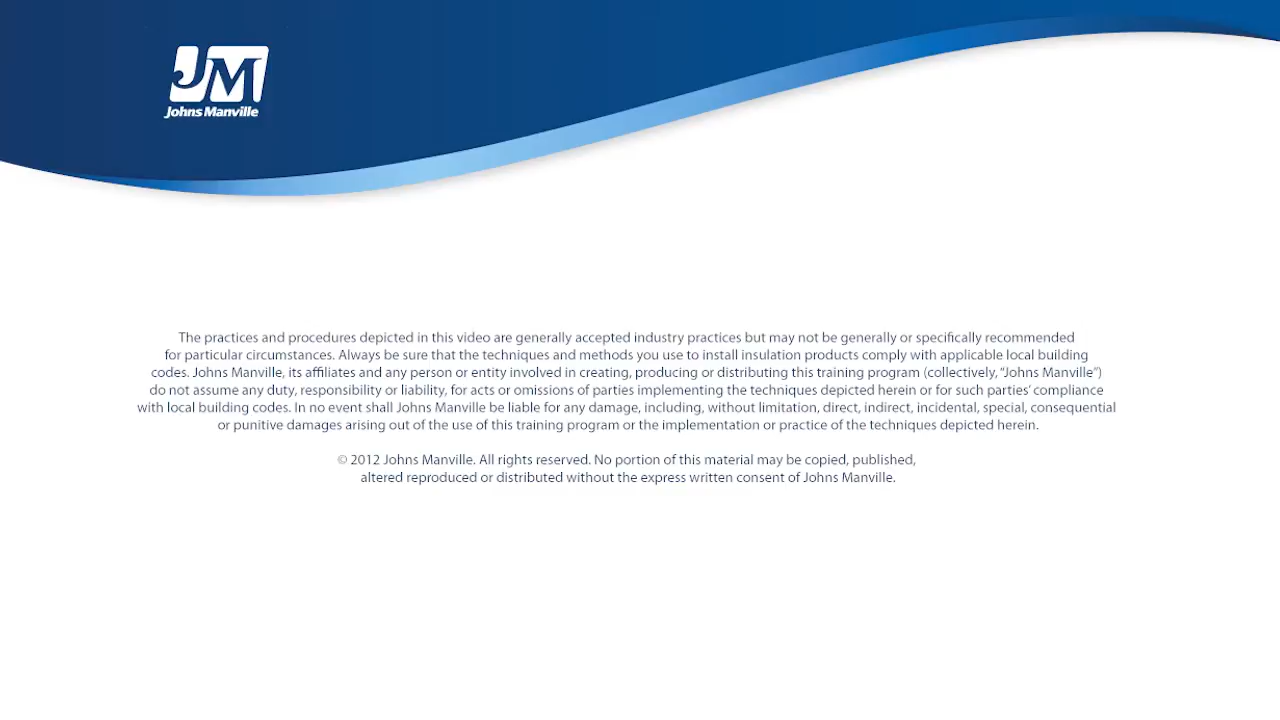 JM
Johns Manville
The practices and procedures depicted in this video are generally accepted industry practices but may not be generally or specifically recommended
for particular circumstances. Always be sure that the techniques and methods you use to install insulation products comply with applicable local building
codes. Johns Manville, its affiliates and any person or entity involved in creating, producing or distributing this training program (collectively, “Johns Manville”)
do not assume any duty, responsibility or liability, for acts or omissions of parties implementing the techniques depicted herein or for such parties’ compliance
with local building codes. In no event shall Johns Manville be liable for any damage, including, without limitation, direct, indirect, incidental, special, consequential
or punitive damages arising out of the use of this training program or the implementation or practice of the techniques depicted herein.
© 2012 Johns Manville. All rights reserved. No portion of this material may be copied, published,
altered reproduced or distributed without the express written consent of Johns Manville.